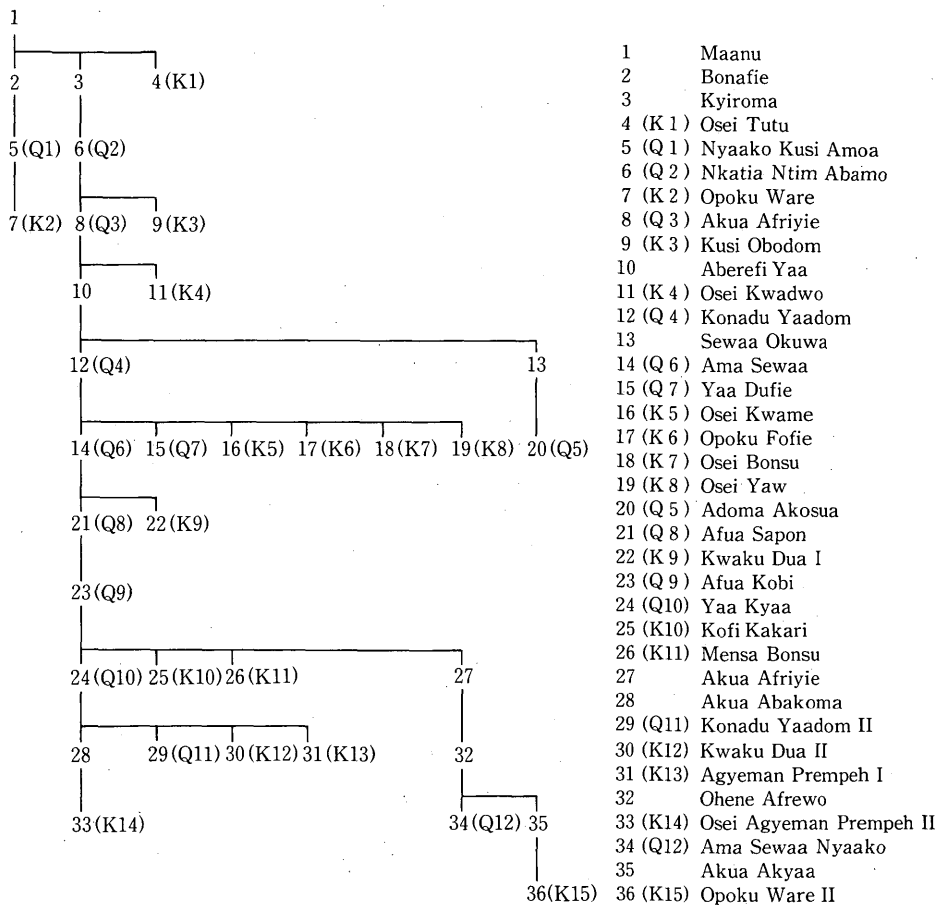 1
2 3 4(K1)
5(Q1) 6(Q2)
7(K2) 8(Q3) 9(K3)
10 11(K4)
12(Q4) 13
14(Q6) 15(Q7) 16(K5) 17(K6) 18(K7) 19(K8) 20(Q5)
21(Q8) 22(K9)
23(Q9)
24(Q10) 25(K10) 26(K11) 27
28 29(Q11) 30(K12) 31(K13) 32
33(K14) 34(Q12) 35
36(K15)
1 Maanu
2 Bonafie
3 Kyiroma
4 (K1) Osei Tutu
5 (Q1) Nyaako Kusi Amoa
6 (Q2) Nkatia Ntim Abamo
7 (K2) Opoku Ware
8 (Q3) Akua Afriyie
9 (K3) Kusi Obodom
10 Aberefi Yaa
11 (K4) Osei Kwadwo
12 (Q4) Konadu Yaadom
13 Sewaa Okuwa
14 (Q6) Ama Sewaa
15 (Q7) Yaa Dufie
16 (K5) Osei Kwame
17 (K6) Opoku Fofie
18 (K7) Osei Bonsu
19 (K8) Osei Yaw
20 (Q5) Adoma Akosua
21 (Q8) Afua Sapon
22 (K9) Kwaku Dua I
23 (Q9) Afua Kobi
24 (Q10) Yaa Kyaa
25 (K10) Kofi Kakari
26 (K11) Mensa Bonsu
27 Akua Afriyie
28 Akua Abakoma
29 (Q11) Konadu Yaadom II
30 (K12) Kwaku Dua II
31 (K13) Agyeman Prempeh I
32 Ohene Afrewo
33 (K14) Osei Agyeman Prempeh II
34 (Q12) Ama Sewaa Nyaako
35 Akua Akyaa
36 (K15) Opoku Ware II